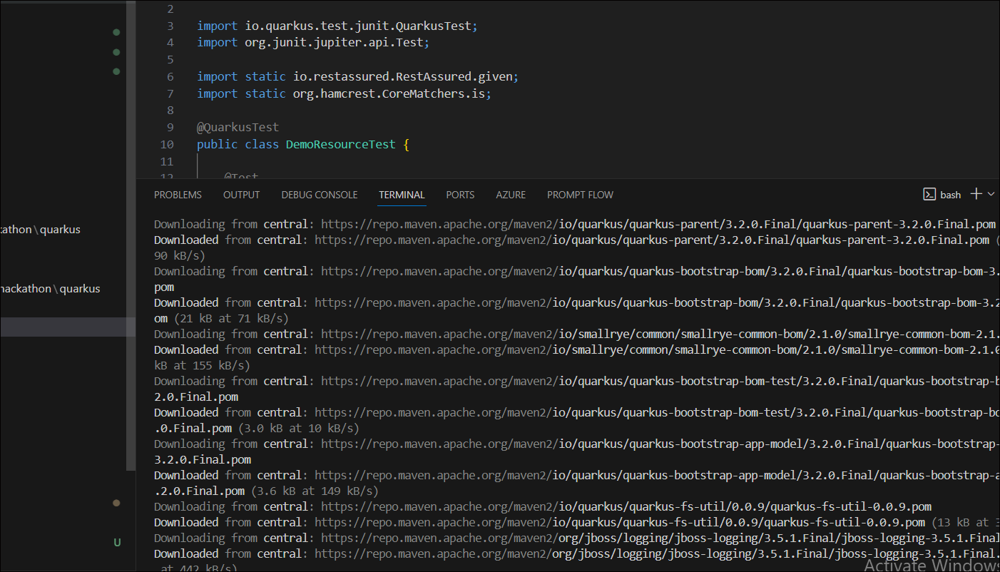 2
3 import io.quarkus.test.junit.QuarkusTest;
4 import org.junit.jupiter.api.Test;
5
6 import static io.restassured.RestAssured.given;
7 import static org.hamcrest.CoreMatchers.is;
8
9 @QuarkusTest
10 public class DemoResourceTest {
11
12 @Test
PROBLEMS OUTPUT DEBUG CONSOLE TERMINAL PORTS AZURE PROMPT FLOW bash
kathon\quarkus
hackathon\quarkus
U
Downloading from central: https://repo.maven.apache.org/maven2/io/quarkus/quarkus-parent/3.2.0.Final/quarkus-parent-3.2.0.Final.pom
Downloaded from central: https://repo.maven.apache.org/maven2/io/quarkus/quarkus-parent/3.2.0.Final/quarkus-parent-3.2.0.Final.pom (
90 kB/s)
Downloading from central: https://repo.maven.apache.org/maven2/io/quarkus/quarkus-bootstrap-bom/3.2.0.Final/quarkus-bootstrap-bom-3.
pom
Downloaded from central: https://repo.maven.apache.org/maven2/io/quarkus/quarkus-bootstrap-bom/3.2.0.Final/quarkus-bootstrap-bom-3.2
om (21 kB at 71 kB/s)
Downloading from central: https://repo.maven.apache.org/maven2/io/smallrye/common/smallrye-common-bom/2.1.0/smallrye-common-bom-2.1.
Downloaded from central: https://repo.maven.apache.org/maven2/io/smallrye/common/smallrye-common-bom/2.1.0/smallrye-common-bom-2.1.0
kB at 155 kB/s)
Downloading from central: https://repo.maven.apache.org/maven2/io/quarkus/quarkus-bootstrap-bom-test/3.2.0.Final/quarkus-bootstrap-b
2.0.Final.pom
Downloaded from central: https://repo.maven.apache.org/maven2/io/quarkus/quarkus-bootstrap-bom-test/3.2.0.Final/quarkus-bootstrap-bo
.0.Final.pom (3.0 kB at 10 kB/s)
Downloading from central: https://repo.maven.apache.org/maven2/io/quarkus/quarkus-bootstrap-app-model/3.2.0.Final/quarkus-bootstrap-
3.2.0.Final.pom
Downloaded from central: https://repo.maven.apache.org/maven2/io/quarkus/quarkus-bootstrap-app-model/3.2.0.Final/quarkus-bootstrap-a
.2.0.Final.pom (3.6 kB at 149 kB/s)
Downloading from central: https://repo.maven.apache.org/maven2/io/quarkus/quarkus-fs-util/0.0.9/quarkus-fs-util-0.0.9.pom
Downloaded from central: https://repo.maven.apache.org/maven2/io/quarkus/quarkus-fs-util/0.0.9/quarkus-fs-util-0.0.9.pom (13 kB at 3
Downloading from central: https://repo.maven.apache.org/maven2/org/jboss/logging/jboss-logging/3.5.1.Final/jboss-logging-3.5.1.Final
Downloaded from central: https://repo.maven.apache.org/maven2/org/jboss/logging/jboss-logging/3.5.1.Final/jboss-logging-3.5.1.Final.
at 442 kB/s)
Activate Windows